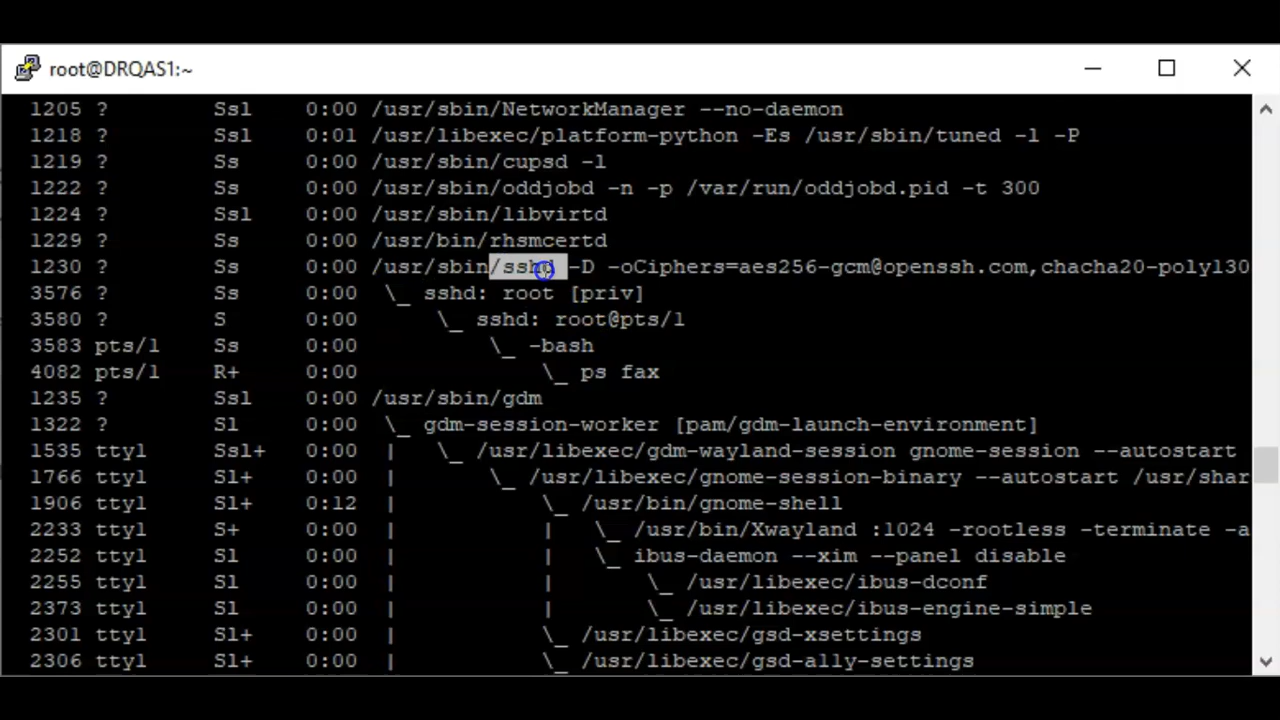 root@DRQAS1:~
1205 ? Ssl 0:00 /usr/sbin/NetworkManager --no-daemon
1218 ? Ssl 0:01 /usr/libexec/platform-python -Es /usr/sbin/tuned -l -P
1219 ? Ss 0:00 /usr/sbin/cupsd -l
1222 ? Ss 0:00 /usr/sbin/oddjobd -n -p /var/run/oddjobd.pid -t 300
1224 ? Ssl 0:00 /usr/sbin/libvirtd
1229 ? Ss 0:00 /usr/bin/rhsmcertd
1230 ? Ss 0:00 /usr/sbin/sshd -D -oCiphers=aes256-gcm@openssh.com,chacha20-poly130
3576 ? Ss 0:00 \_ sshd: root [priv]
3580 ? S 0:00 \_ sshd: root@pts/1
3583 pts/1 Ss 0:00 \_ -bash
4082 pts/1 R+ 0:00 \_ ps fax
1235 ? Ssl 0:00 /usr/sbin/gdm
1322 ? Sl 0:00 \_ gdm-session-worker [pam/gdm-launch-environment]
1535 tty1 Ssl+ 0:00 | \_ /usr/libexec/gdm-wayland-session gnome-session --autostart
1766 tty1 Sl+ 0:00 | \_ /usr/libexec/gnome-session-binary --autostart /usr/shar
1906 tty1 Sl+ 0:12 | \_ /usr/bin/gnome-shell
2233 tty1 S+ 0:00 | | \_ /usr/bin/Xwayland :1024 -rootless -terminate -a
2252 tty1 Sl 0:00 | | \_ ibus-daemon --xim --panel disable
2255 tty1 Sl 0:00 | | \_ /usr/libexec/ibus-dconf
2373 tty1 Sl 0:00 | | \_ /usr/libexec/ibus-engine-simple
2301 tty1 Sl+ 0:00 | \_ /usr/libexec/gsd-xsettings
2306 tty1 Sl+ 0:00 | \_ /usr/libexec/gsd-a11y-settings